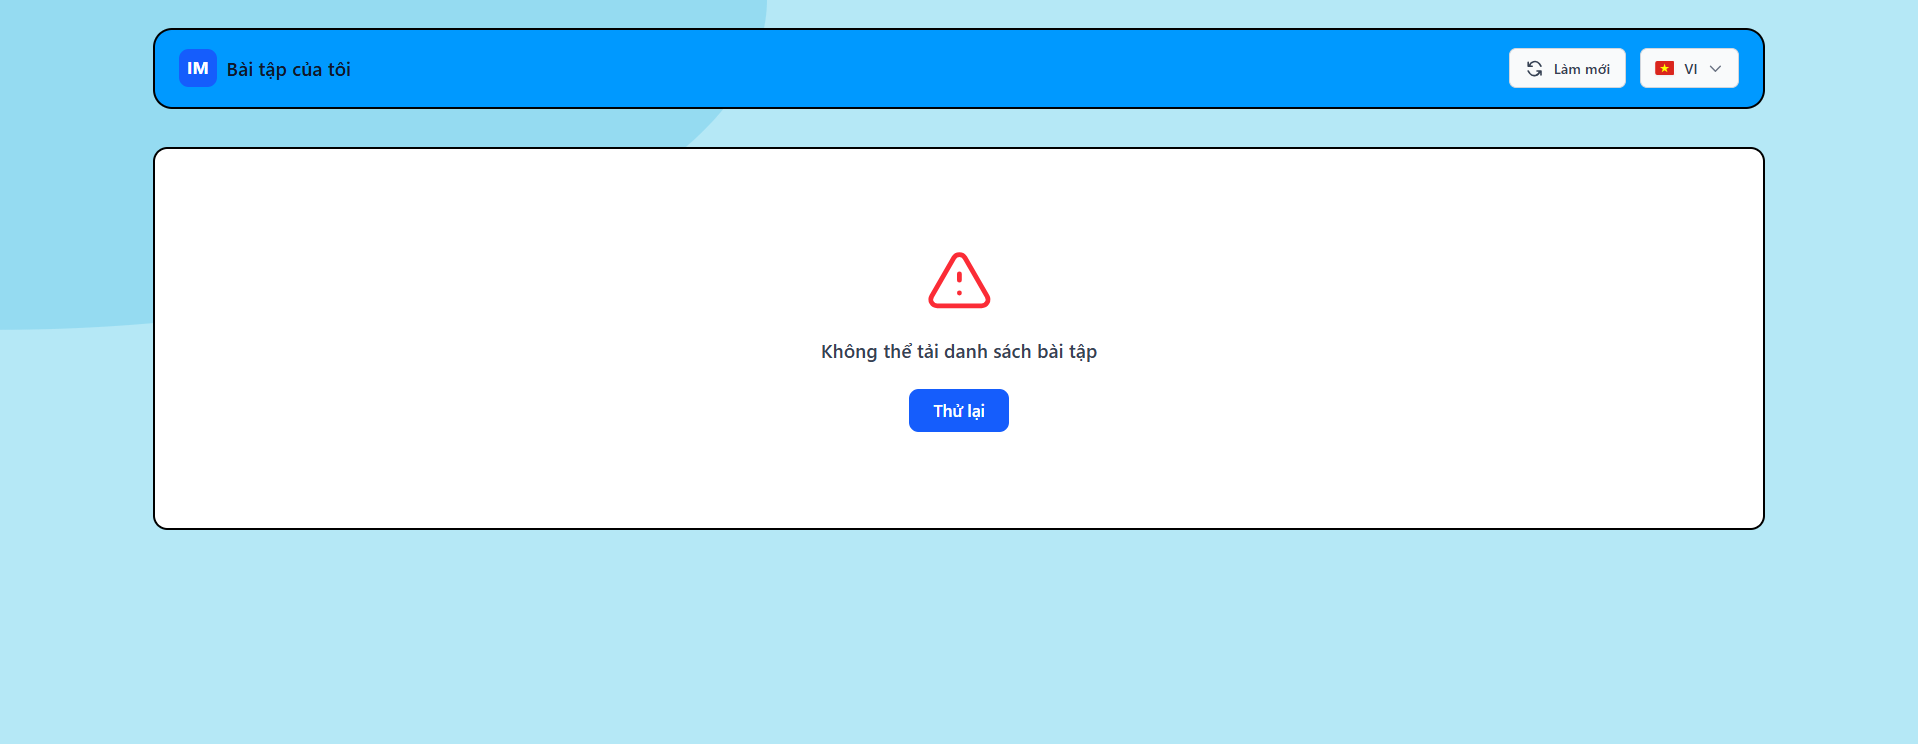 IM Bài tập của tôi
Làm mới
VI
Không thể tải danh sách bài tập
Thử lại